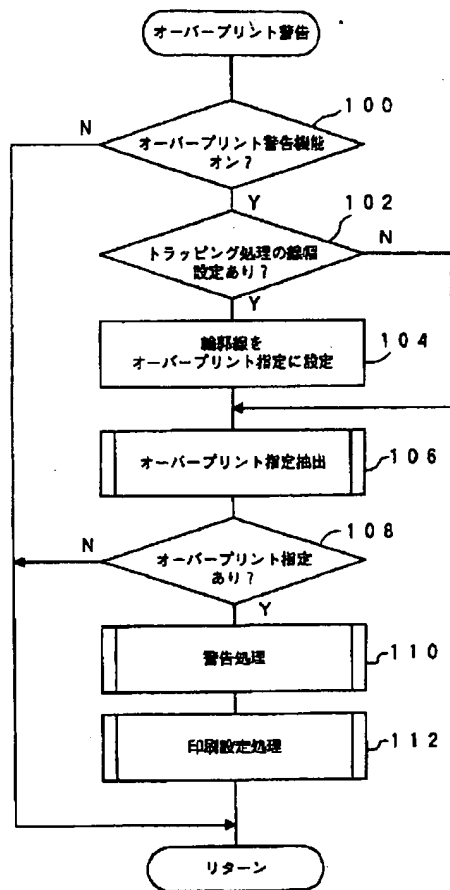 オーバープリント警告
100
N
オーバープリント警告機能
オン?
Y
102
トラッピング処理の線幅
設定あり?
N
Y
輪郭線を
オーバープリント指定に設定
104
オーバープリント指定抽出
106
108
N
オーバープリント指定
あり?
Y
警告処理
110
印刷設定処理
112
リターン